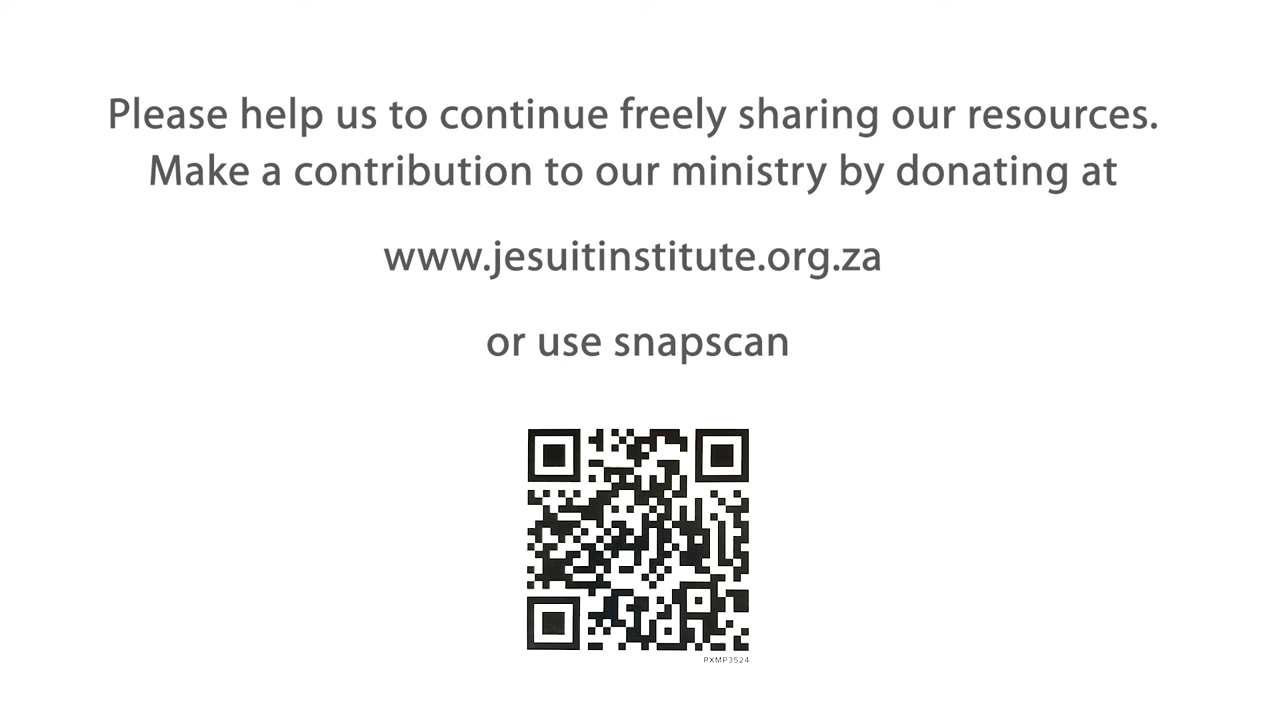 Please help us to continue freely sharing our resources.
Make a contribution to our ministry by donating at
www.jesuitinstitute.org.za
or use snapscan
PXMP3524